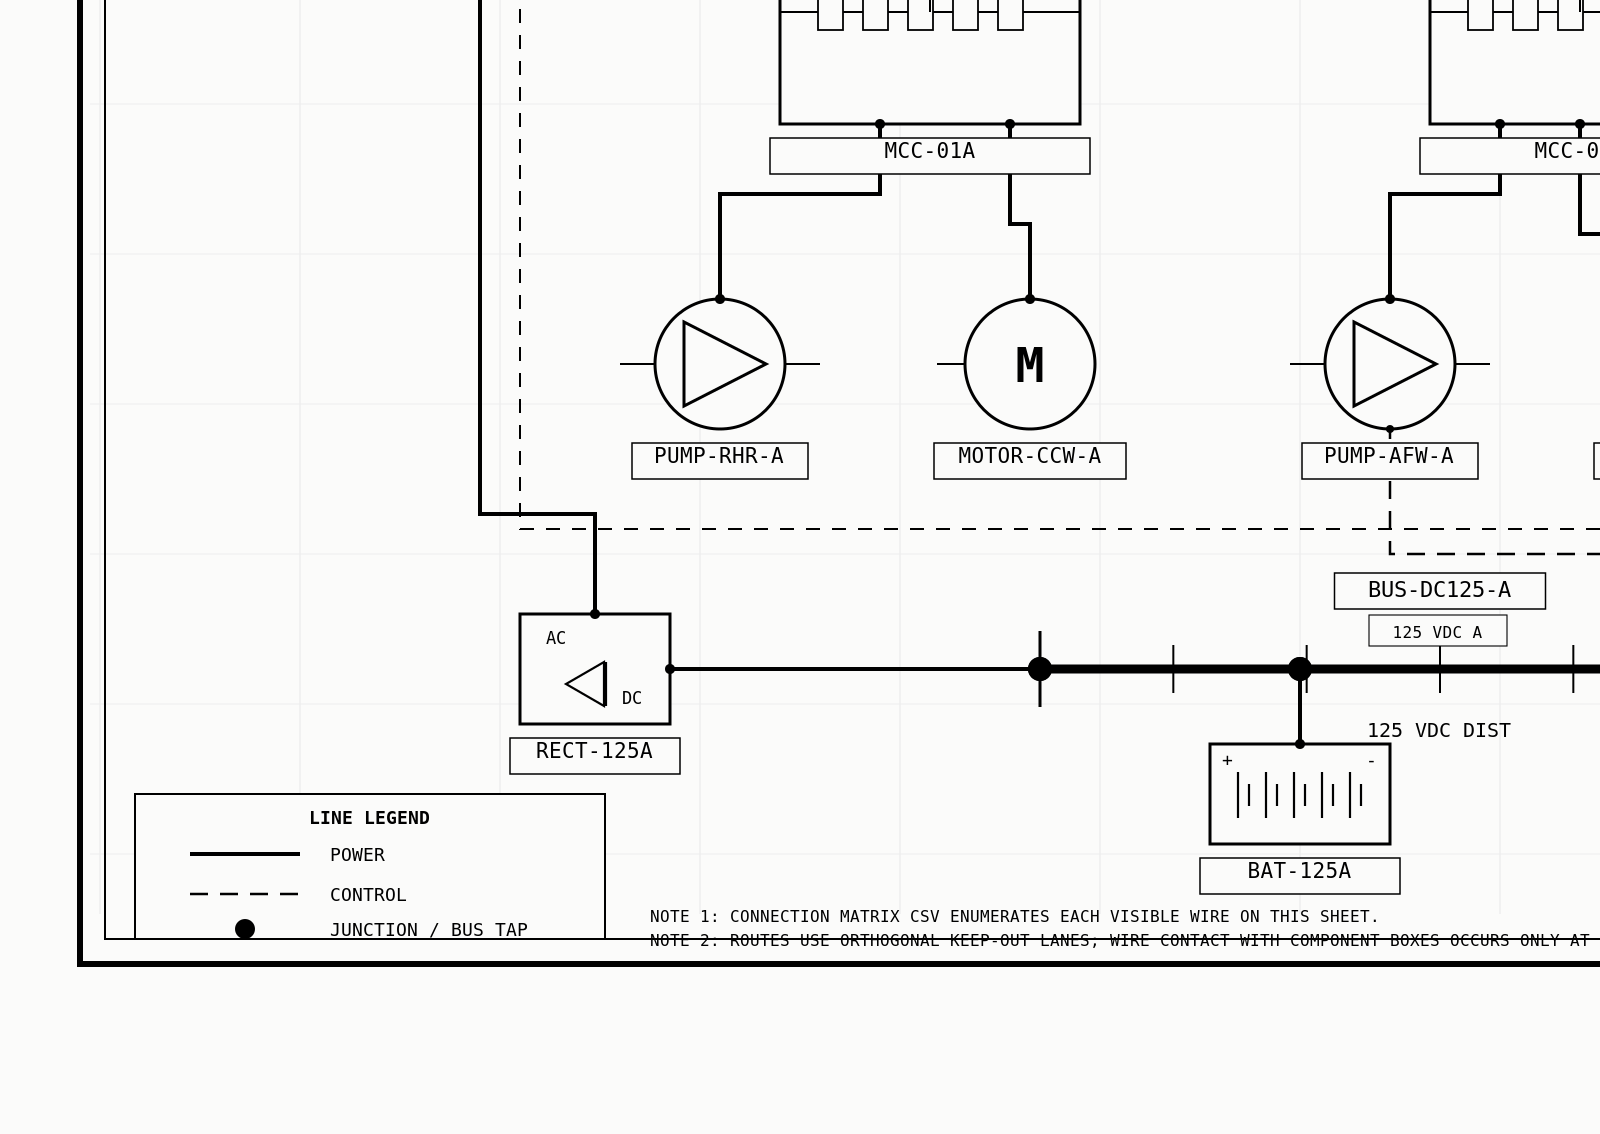 MCC-01A
MCC-0
M
PUMP-RHR-A
MOTOR-CCW-A
PUMP-AFW-A
BUS-DC125-A
125 VDC A
AC
DC
RECT-125A
125 VDC DIST
+ -
BAT-125A
LINE LEGEND
POWER
CONTROL
JUNCTION / BUS TAP
NOTE 1: CONNECTION MATRIX CSV ENUMERATES EACH VISIBLE WIRE ON THIS SHEET.
NOTE 2: ROUTES USE ORTHOGONAL KEEP-OUT LANES; WIRE CONTACT WITH COMPONENT BOXES OCCURS ONLY AT